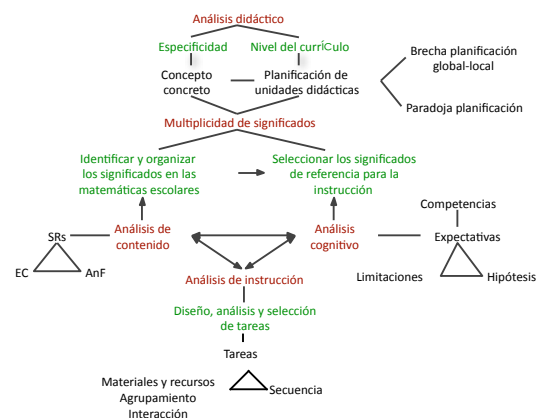 Análisis didáctico
Especificidad
Nivel del currículo
Concepto
concreto
Planificación de
unidades didácticas
Brecha planificación
global-local
Paradoja planificación
Multiplicidad de significados
Identificar y organizar
los significados en las
matemáticas escolares
Seleccionar los significados
de referencia para la
instrucción
Competencias
SRs
Análisis de
contenido
Análisis
cognitivo
Expectativas
EC
AnF
Limitaciones
Hipótesis
Análisis de instrucción
Diseño, análisis y selección
de tareas
Tareas
Materiales y recursos
Agrupamiento
Interacción
Secuencia